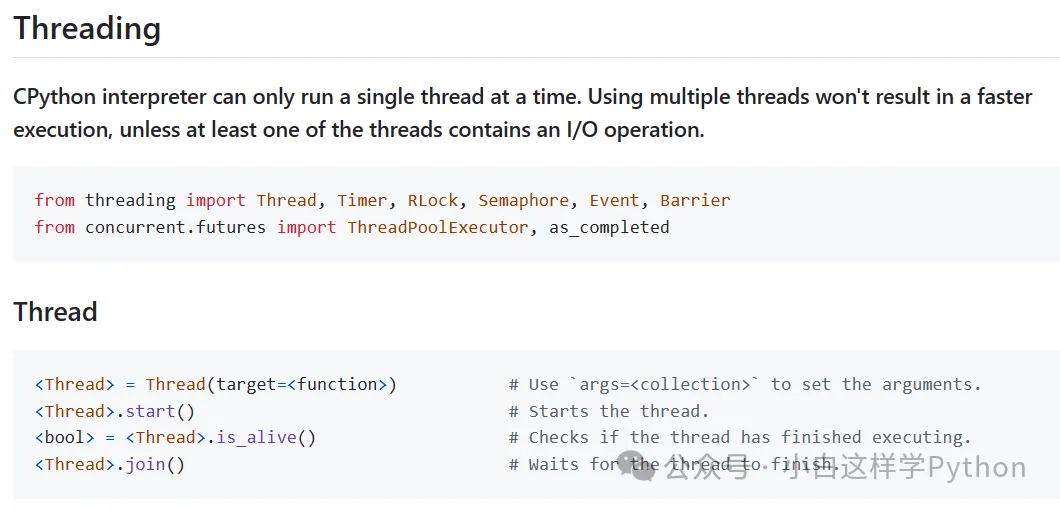 Threading
CPython interpreter can only run a single thread at a time. Using multiple threads won't result in a faster
execution, unless at least one of the threads contains an I/O operation.
from threading import Thread, Timer, RLock, Semaphore, Event, Barrier
from concurrent.futures import ThreadPoolExecutor, as_completed
Thread
<Thread> = Thread(target=<function>) # Use `args=<collection>` to set the arguments.
<Thread>.start() # Starts the thread.
<bool> = <Thread>.is_alive() # Checks if the thread has finished executing.
<Thread>.join() # Waits for the thread to finish.
公众号 · 小白这样学Python